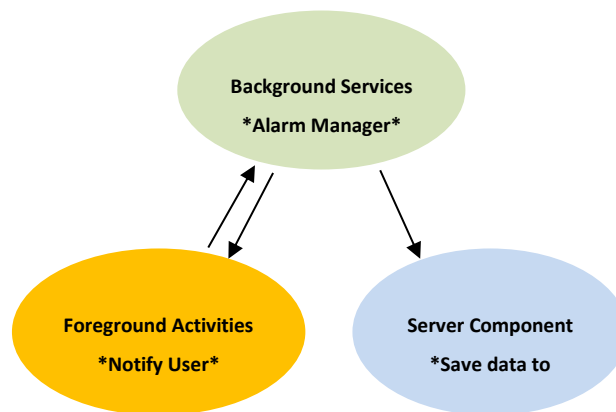 Background Services
*Alarm Manager*
Foreground Activities
*Notify User*
Server Component
*Save data to